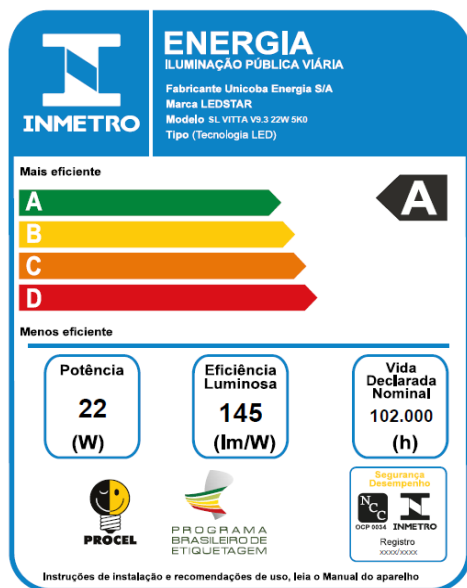 ENERGIA
ILUMINAÇÃO PÚBLICA VIÁRIA
INMETRO
Fabricante Unicoba Energia S/A
Marca LEDSTAR
Modelo SL VITTA V9.3 22W 5K0
Tipo (Tecnologia LED)
Mais eficiente
A
A
B
C
D
Menos eficiente
Potência
22
(W)
Eficiência
Luminosa
145
(lm/W)
Vida
Declarada
Nominal
102.000
(h)
PROCEL
PROGRAMA
BRASILEIRO DE
ETIQUETAGEM
Segurança
Desempenho
NCC
OCP 0034
INMETRO
Registro
xxxx/xxxx
Instruções de instalação e recomendações de uso, leia o Manual do aparelho